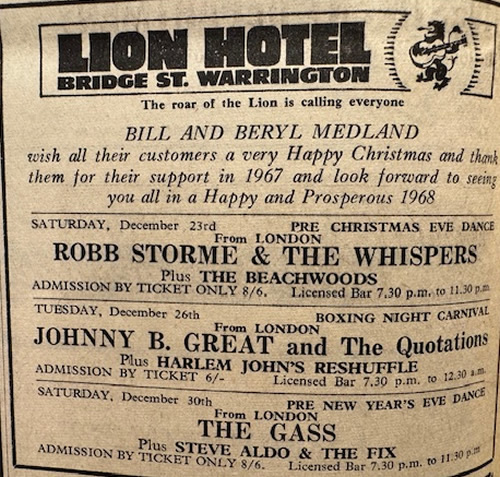 LION HOTEL
BRIDGE ST. WARRINGTON
The roar of the Lion is calling everyone
BILL AND BERYL MEDLAND
wish all their customers a very Happy Christmas and thank
them for their support in 1967 and look forward to seeing
you all in a Happy and Prosperous 1968
SATURDAY, December 23rd PRE CHRISTMAS EVE DANCE
From LONDON
ROBB STORME & THE WHISPERS
Plus THE BEACHWOODS
ADMISSION BY TICKET ONLY 8/6. Licensed Bar 7.30 p.m. to 11.30 p.m.
TUESDAY, December 26th BOXING NIGHT CARNIVAL
From LONDON
JOHNNY B. GREAT and The Quotations
Plus HARLEM JOHN'S RESHUFFLE
ADMISSION BY TICKET 6/- Licensed Bar 7.30 p.m. to 12.30 a.m.
SATURDAY, December 30th PRE NEW YEAR'S EVE DANCE
From LONDON
THE GASS
Plus STEVE ALDO & THE FIX
ADMISSION BY TICKET ONLY 8/6. Licensed Bar 7.30 p.m. to 11.30 p.m.